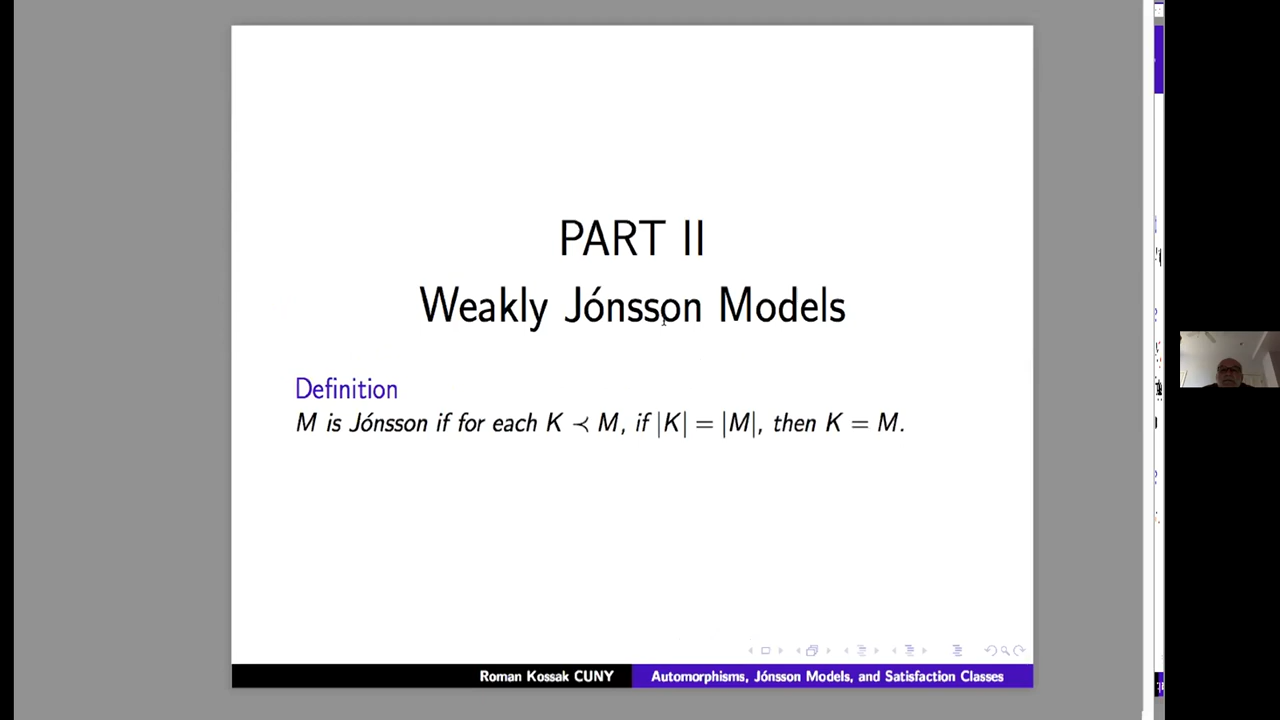 PART II
Weakly Jónsson Models
Definition
M is Jónsson if for each K ≺ M, if |K| = |M|, then K = M.
Roman Kossak CUNY
Automorphisms, Jónsson Models, and Satisfaction Classes